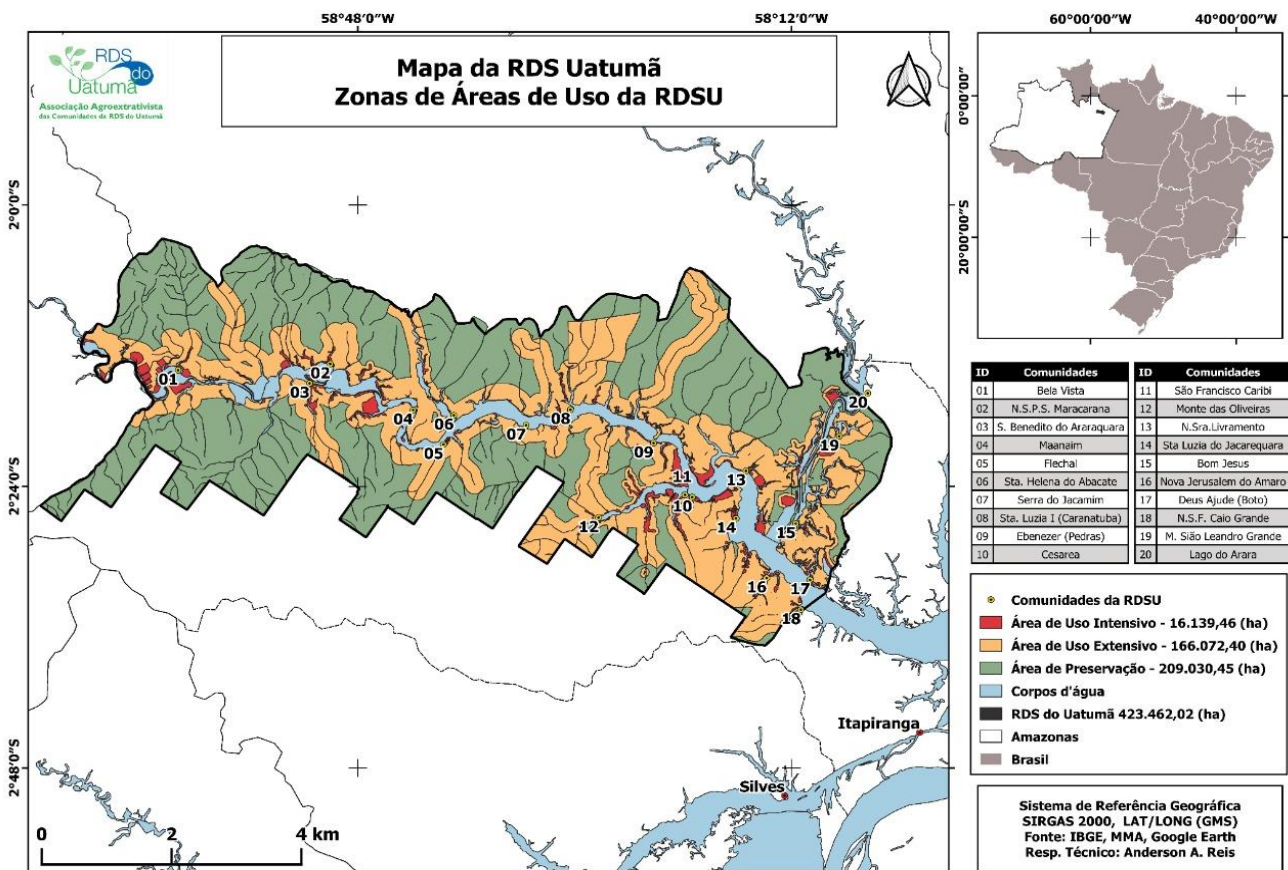 58°48'0"W
58°12'0"W
60°00'00"W
40°00'00"W
RDS
do
Uatumã
Associação Agroextrativista
das Comunidades da RDS do Uatumã
Mapa da RDS Uatumã
Zonas de Áreas de Uso da RDSU
0°00'00"
20°00'00"S
2°0'0"S
2°24'0"S
2°48'0"S
01
02
03
04
05
06
07
08
09
10
11
12
13
14
15
16
17
18
19
20
Itapiranga
Silves
0 2 4 km
ID Comunidades
01 Bela Vista
02 N.S.P.S. Maracarana
03 S. Benedito do Araraquara
04 Maanaim
05 Flechal
06 Sta. Helena do Abacate
07 Serra do Jacamim
08 Sta. Luzia I (Caranatuba)
09 Ebenezer (Pedras)
10 Cesarea
ID Comunidades
11 São Francisco Caribi
12 Monte das Oliveiras
13 N.Sra.Livramento
14 Sta Luzia do Jacarequara
15 Bom Jesus
16 Nova Jerusalem do Amaro
17 Deus Ajude (Boto)
18 N.S.F. Caio Grande
19 M. Sião Leandro Grande
20 Lago do Arara
Comunidades da RDSU
Área de Uso Intensivo - 16.139,46 (ha)
Área de Uso Extensivo - 166.072,40 (ha)
Área de Preservação - 209.030,45 (ha)
Corpos d'água
RDS do Uatumã 423.462,02 (ha)
Amazonas
Brasil
Sistema de Referência Geográfica
SIRGAS 2000, LAT/LONG (GMS)
Fonte: IBGE, MMA, Google Earth
Resp. Técnico: Anderson A. Reis